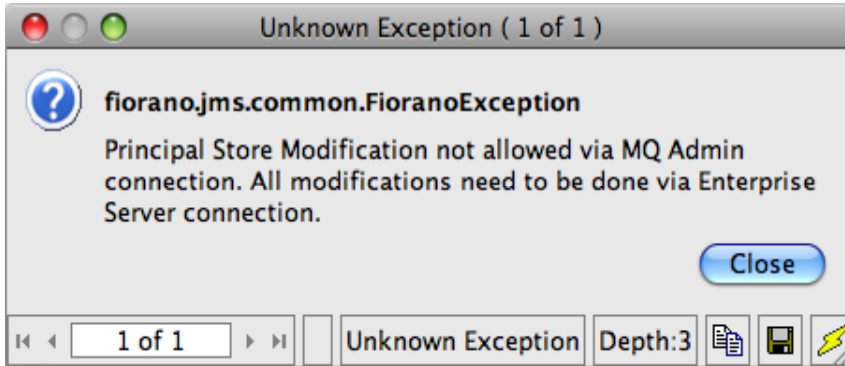 Unknown Exception ( 1 of 1 )
fiorano.jms.common.FioranoException
Principal Store Modification not allowed via MQ Admin
connection. All modifications need to be done via Enterprise
Server connection.
Close
1 of 1
Unknown Exception
Depth:3